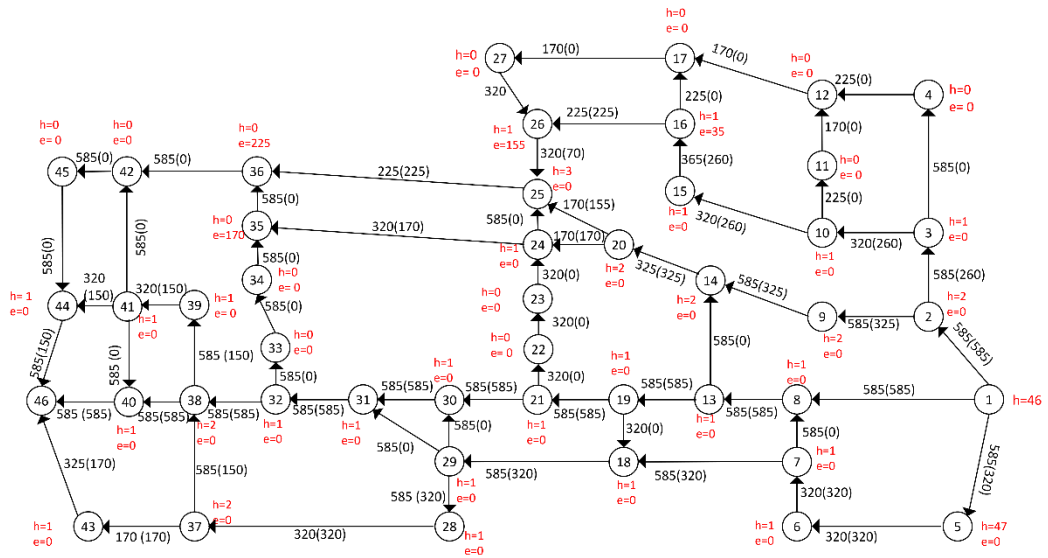 h=0
e= 0
27
170(0)
h=0
e= 0
17
170(0)
h=0
e= 0
12
225(0)
4
h=0
e= 0
320
26
225(225)
225(0)
16
h=1
e=35
170(0)
h=1
e=155
320(70)
h=3
e=0
25
365(260)
11
h=0
e= 0
585(0)
h=0
e= 0
h=0
e= 0
h=0
e=225
45
585(0)
42
585(0)
36
225(225)
15
h=1
e=0
320(260)
225(0)
585(0)
35
h=0
e=170
320(170)
585(0)
170(155)
24
170(170)
20
h=1
e=0
h=2
e=0
10
h=1
e=0
320(260)
3
h=1
e=0
585(0)
585(0)
585(0)
34
h=0
e=0
320(0)
325(325)
14
h=2
e=0
585(325)
585(260)
h= 1
e=0
44
320
(150)
41
h=1
e=0
320(150)
39
h=1
e= 0
585(0)
h=0
e=0
23
320(0)
9
h=2
e=0
585(325)
2
h=2
e=0
585(150)
585 (0)
585 (150)
33
h=0
e=0
h=0
e= 0
22
585(0)
585(585)
46
585 (585)
40
h=1
e=0
585(585)
38
h=2
e=0
585(585)
32
h=1
e=0
585(0)
585(585)
31
h=1
e=0
585(585)
30
h=1
e=0
585(585)
21
h=1
e=0
320(0)
585(585)
19
h=1
e=0
585(585)
13
h=1
e=0
585(585)
8
h=1
e=0
585(585)
1
h=46
325(170)
585(150)
585(0)
585(0)
29
h=1
e=0
585(320)
320(0)
18
h=1
e=0
585(320)
585(0)
7
h=1
e=0
585(320)
h=1
e=0
43
170 (170)
37
h=2
e=0
320(320)
585 (320)
28
h=1
e=0
h=1
e=0
320(320)
6
320(320)
5
h=47
e=0